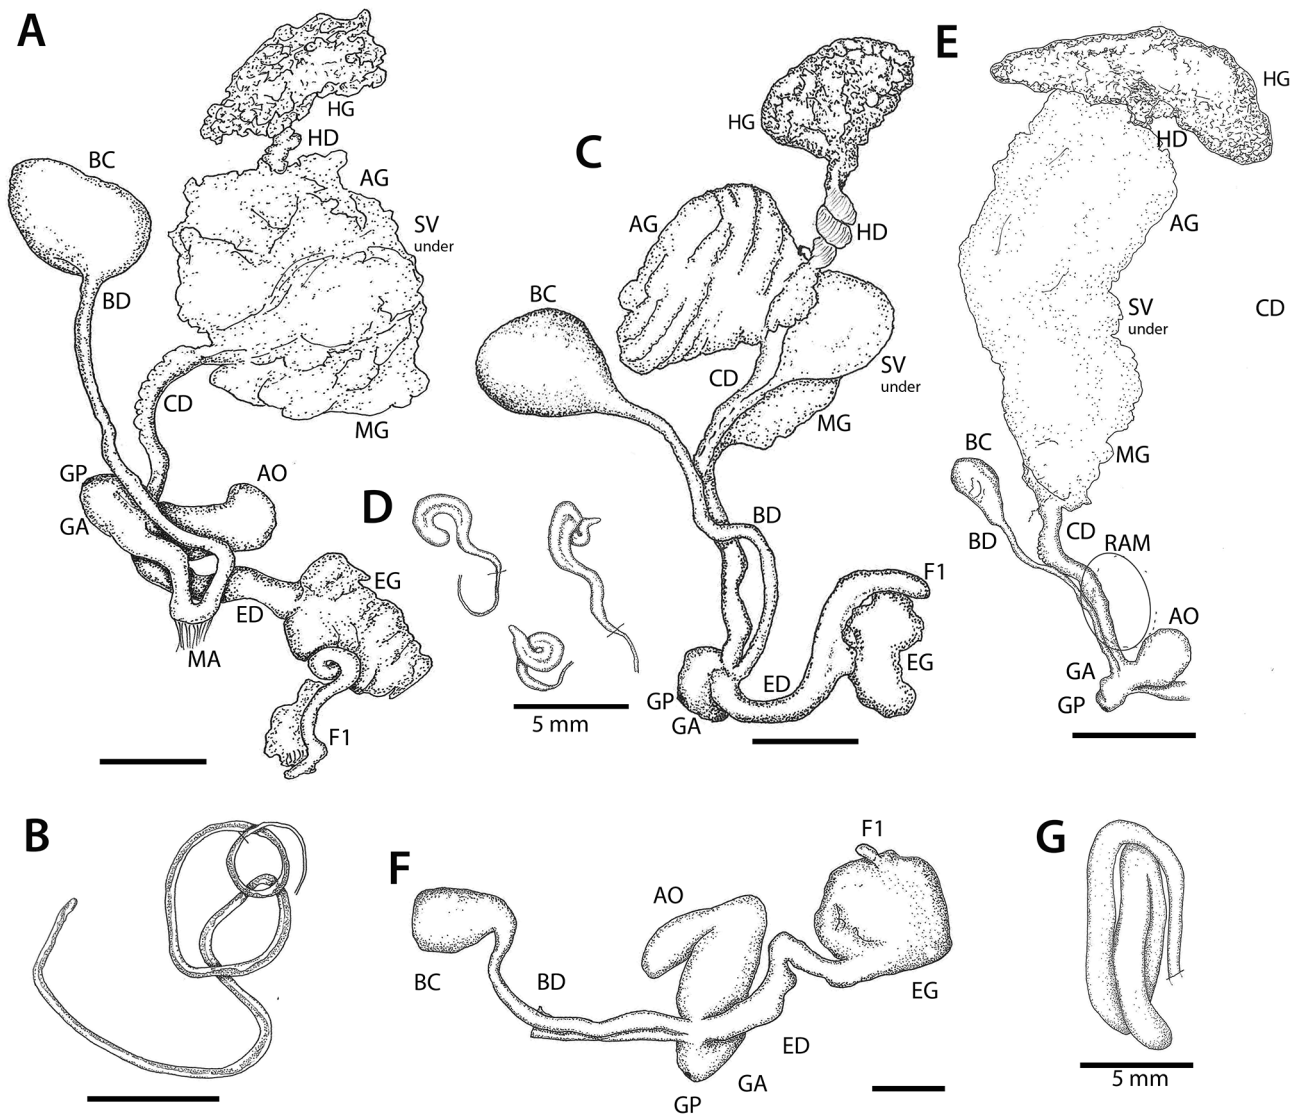 A
HG
HD
BC
AG
SV
under
BD
CD
MG
GP
AO
GA
EG
ED
MA
F1
C
HG
AG
HD
BC
CD
SV
under
MG
BD
F1
EG
ED
GP
GA
D
5 mm
E
HG
HD
AG
SV
under
CD
BC
MG
CD
BD
RAM
AO
GA
GP
B
F
F1
AO
BC
BD
EG
ED
GA
GP
G
5 mm